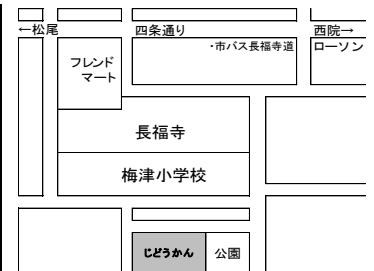 ←松尾 四条通り 西院→
・市バス長福寺道 ローソン
フレンド
マート
長福寺
梅津小学校
じどうかん 公園